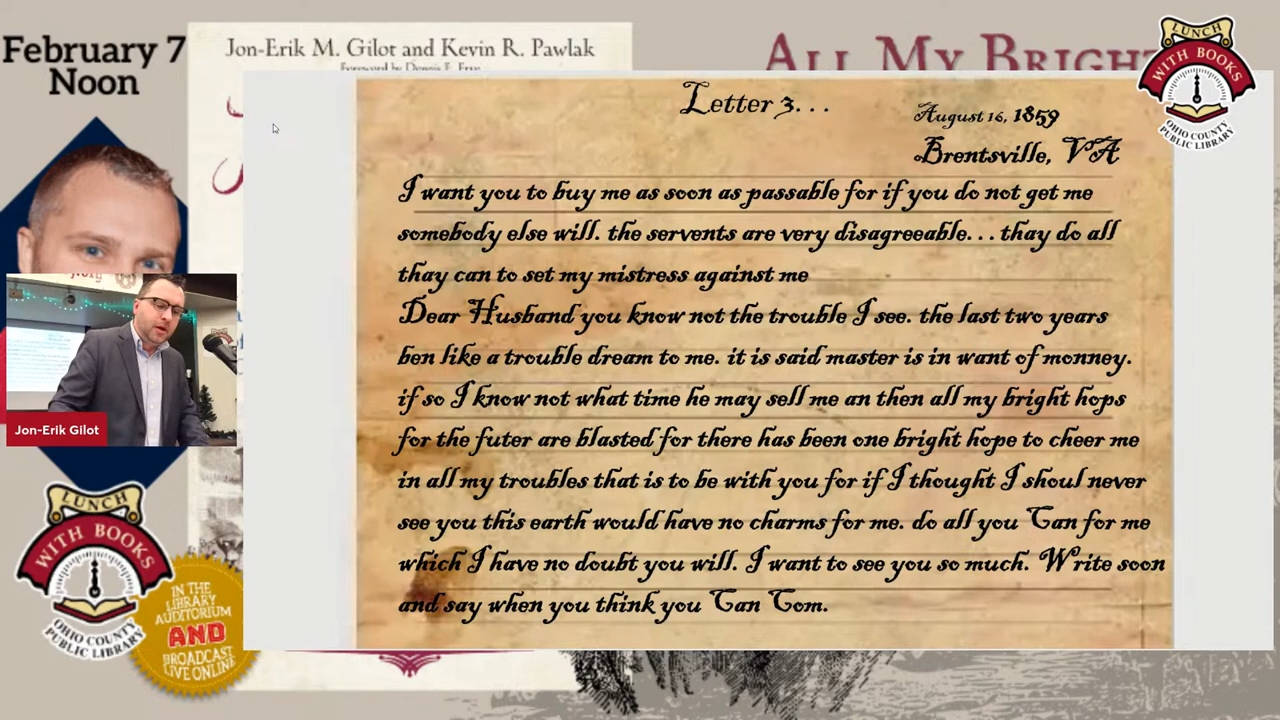 February 7
Noon
Jon-Erik M. Gilot and Kevin R. Pawlak
Foreword by Dennis E. Frye
ALL MY BRIGHT
LUNCH
WITH BOOKS
OHIO COUNTY
PUBLIC LIBRARY
Letter 3...
August 16, 1859
Brentsville, VA
I want you to buy me as soon as passable for if you do not get me
somebody else will. the servents are very disagreeable... thay do all
thay can to set my mistress against me
Dear Husband you know not the trouble I see. the last two years
ben like a trouble dream to me. it is said master is in want of monney.
if so I know not what time he may sell me an then all my bright hops
for the futer are blasted for there has been one bright hope to cheer me
in all my troubles that is to be with you for if I thought I shoul never
see you this earth would have no charms for me. do all you Can for me
which I have no doubt you will. I want to see you so much. Write soon
and say when you think you Can Com.
Jon-Erik Gilot
LUNCH
WITH BOOKS
OHIO COUNTY
PUBLIC LIBRARY
IN THE
LIBRARY
AUDITORIUM
AND
BROADCAST
LIVE ONLINE